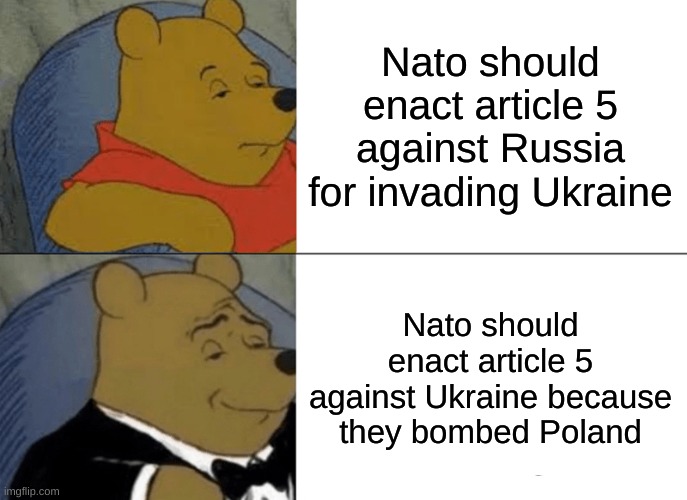 Nato should
enact article 5
against Russia
for invading Ukraine
Nato should
enact article 5
against Ukraine because
they bombed Poland
imgflip.com